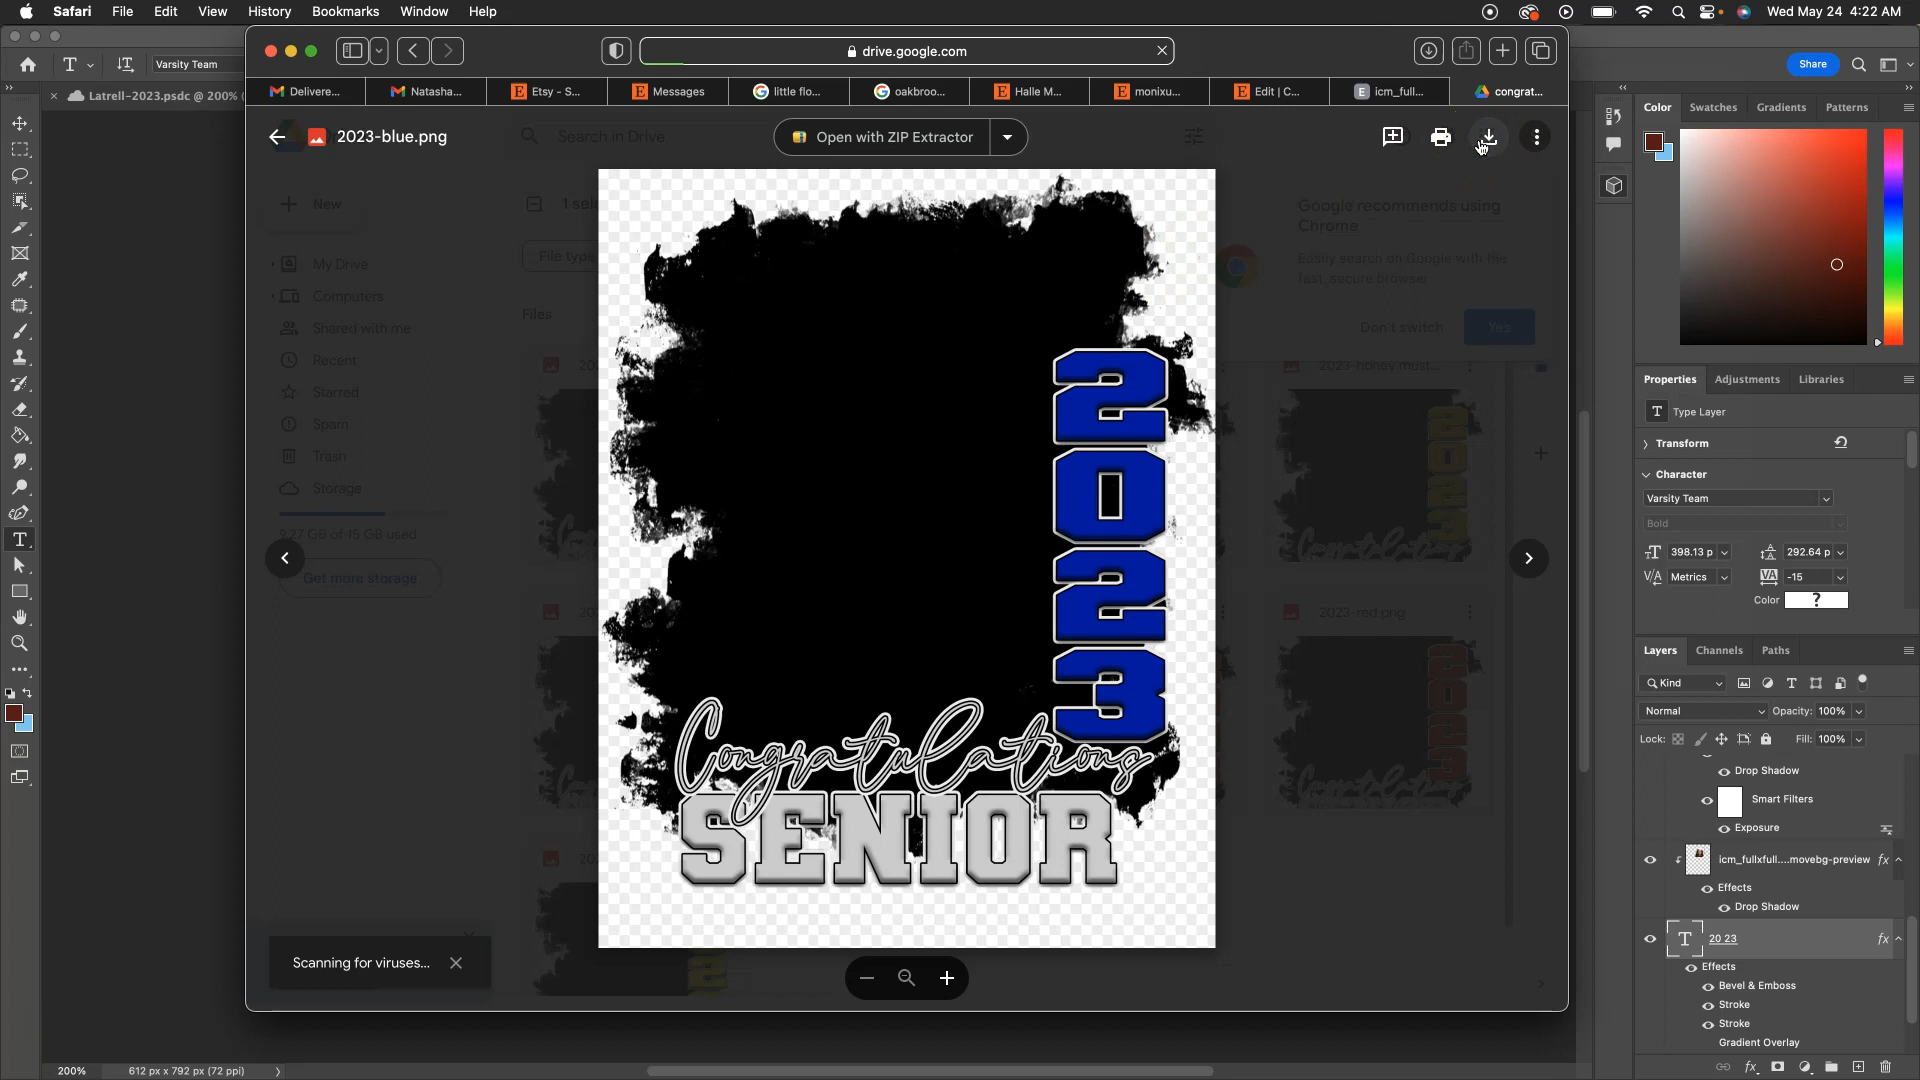 Safari File Edit View History Bookmarks Window Help Wed May 24 4:22 AM
drive.google.com
T Varsity Team Share
Latrell-2023.psdc @ 200% (
Delivere... Natasha... Etsy - S... Messages little flo... oakbroo... Halle M... monixu... Edit | C... icm_full... congrat...
Color Swatches Gradients Patterns
2023-blue.png Search in Drive Open with ZIP Extractor
New
1 sele
Google recommends using
Chrome
Easily search on Google with the
fast, secure browser
File type
My Drive
Computers
Files
Shared with me
Don't switch Yes
Recent
2023-honey must...
Starred
Spam
Trash
Storage
9.27 GB of 15 GB used
Get more storage
2023-red.png
2023
Congratulations
SENIOR
Scanning for viruses...
Properties Adjustments Libraries
T Type Layer
Transform
Character
Varsity Team
Bold
398.13 p 292.64 p
Metrics -15
Color ?
Layers Channels Paths
Kind
Normal Opacity: 100%
Lock: Fill: 100%
Drop Shadow
Smart Filters
Exposure
icm_fullxfull....movebg-preview fx
Effects
Drop Shadow
T 20 23 fx
Effects
Bevel & Emboss
Stroke
Stroke
Gradient Overlay
200% 612 px x 792 px (72 ppi)